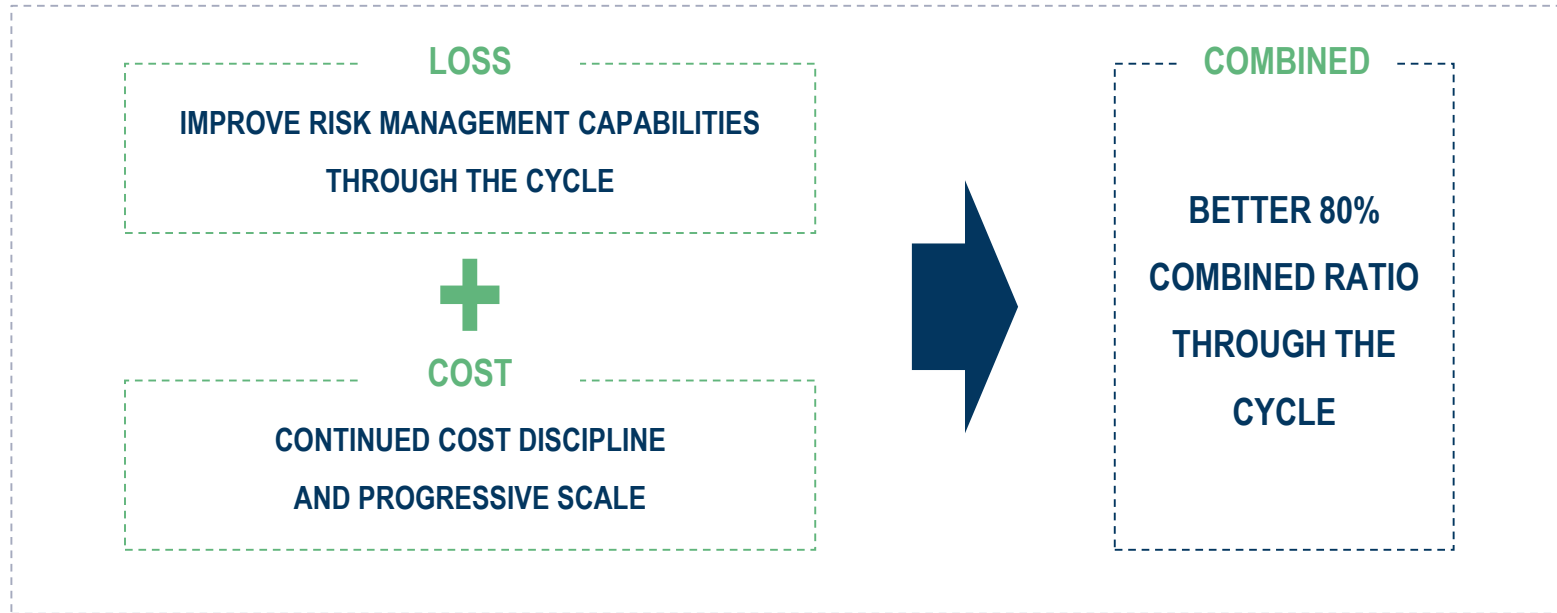 LOSS
IMPROVE RISK MANAGEMENT CAPABILITIES
THROUGH THE CYCLE
COST
CONTINUED COST DISCIPLINE
AND PROGRESSIVE SCALE
COMBINED
BETTER 80%
COMBINED RATIO
THROUGH THE
CYCLE